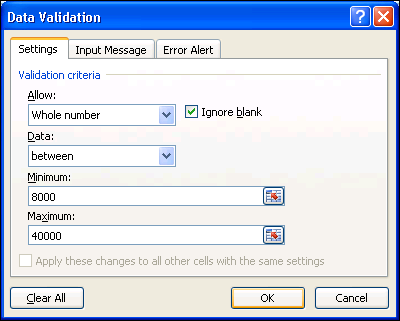 Data Validation
Settings Input Message Error Alert
Validation criteria
Allow:
Whole number Ignore blank
Data:
between
Minimum:
8000
Maximum:
40000
Apply these changes to all other cells with the same settings
Clear All OK Cancel